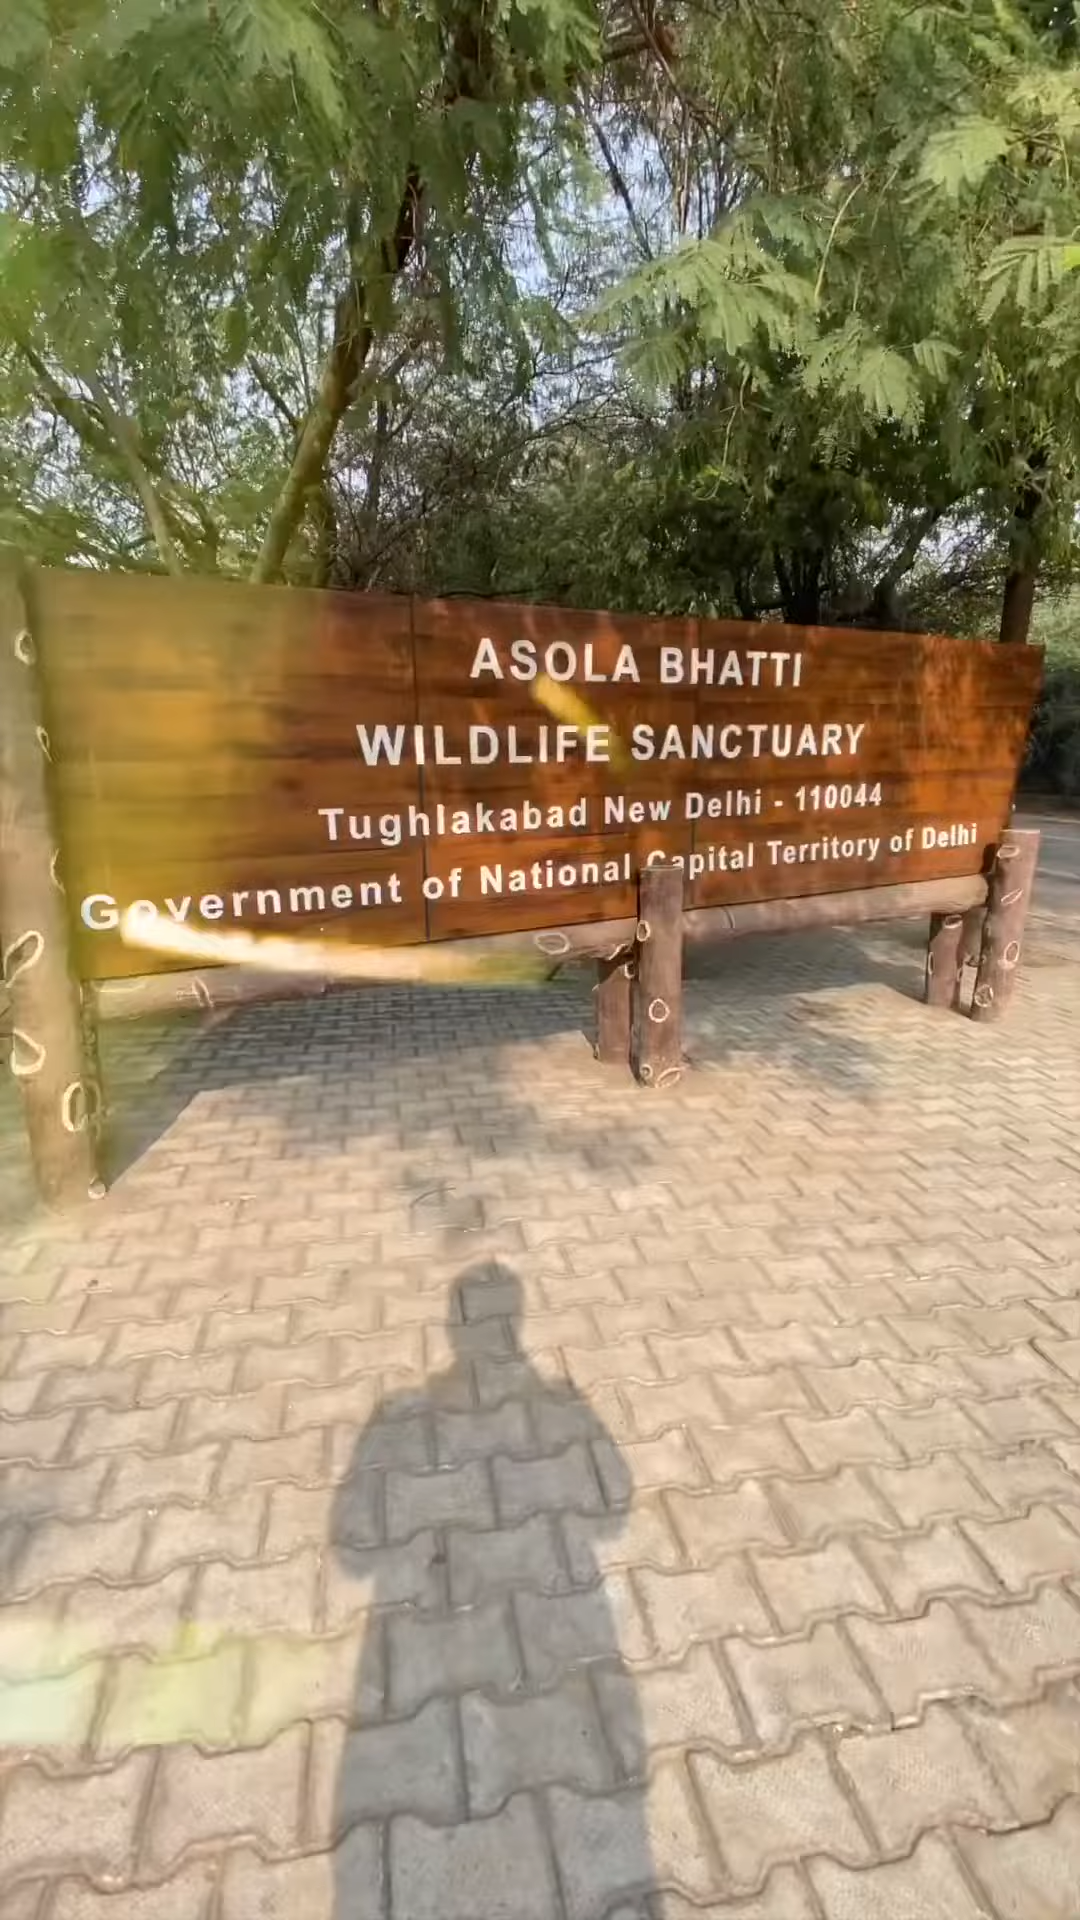 ASOLA BHATTI
WILDLIFE SANCTUARY
Tughlakabad New Delhi - 110044
Government of National Capital Territory of Delhi